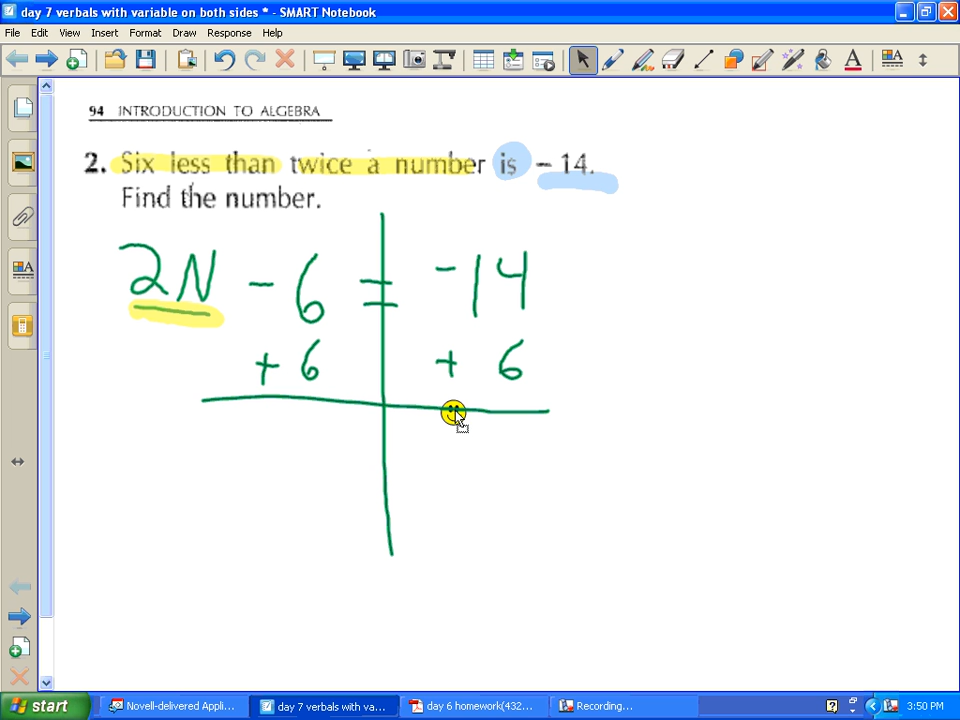 day 7 verbals with variable on both sides * - SMART Notebook
File Edit View Insert Format Draw Response Help
94 INTRODUCTION TO ALGEBRA
2. Six less than twice a number is - 14.
Find the number.
2N - 6 = -14
+ 6 + 6
start Novell-delivered Appli... day 7 verbals with va... day 6 homework(432... Recording... 3:50 PM